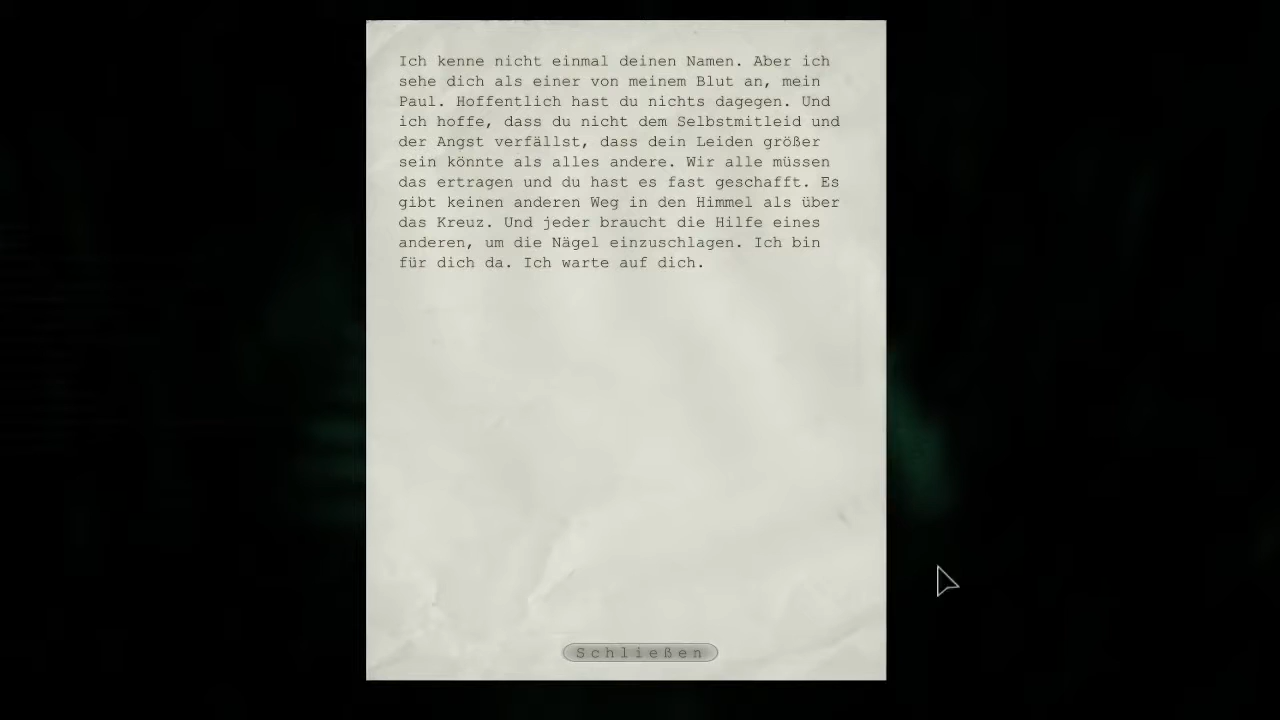 Ich kenne nicht einmal deinen Namen. Aber ich
sehe dich als einer von meinem Blut an, mein
Paul. Hoffentlich hast du nichts dagegen. Und
ich hoffe, dass du nicht dem Selbstmitleid und
der Angst verfällst, dass dein Leiden größer
sein könnte als alles andere. Wir alle müssen
das ertragen und du hast es fast geschafft. Es
gibt keinen anderen Weg in den Himmel als über
das Kreuz. Und jeder braucht die Hilfe eines
anderen, um die Nägel einzuschlagen. Ich bin
für dich da. Ich warte auf dich.
Schließen